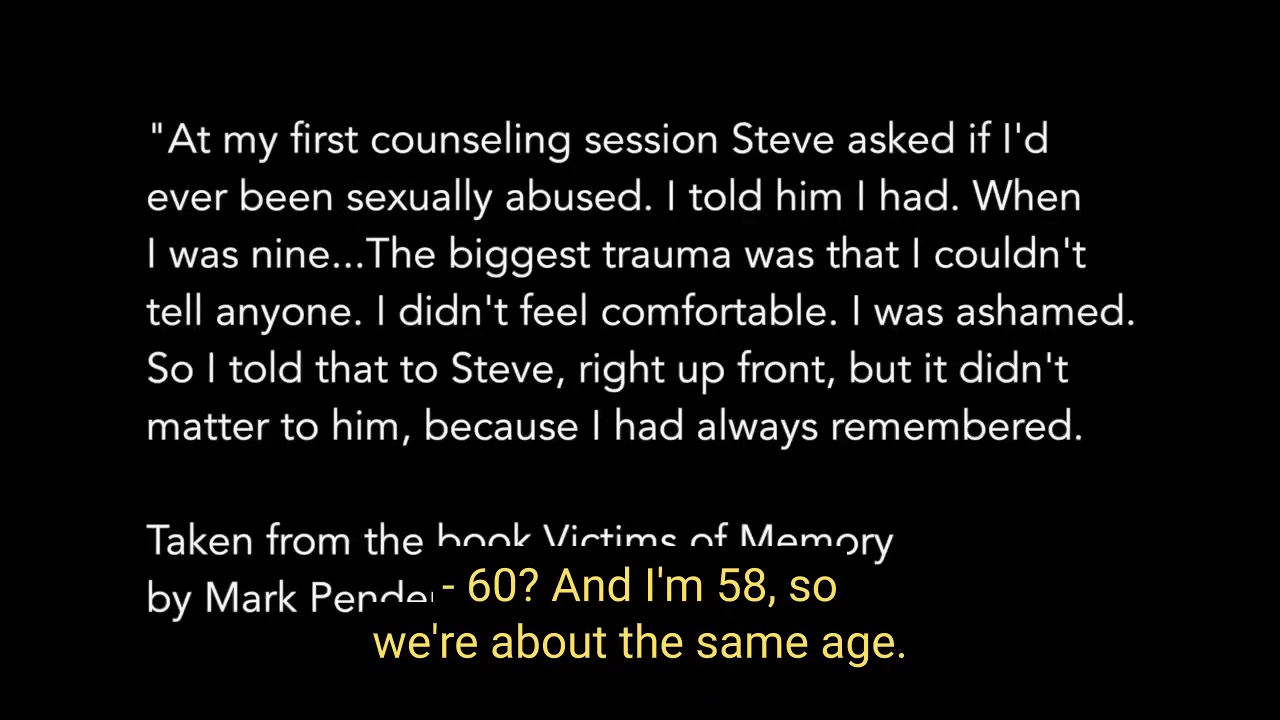 "At my first counseling session Steve asked if I'd
ever been sexually abused. I told him I had. When
I was nine...The biggest trauma was that I couldn't
tell anyone. I didn't feel comfortable. I was ashamed.
So I told that to Steve, right up front, but it didn't
matter to him, because I had always remembered.
Taken from the book Victims of Memory
by Mark
- 60? And I'm 58, so
we're about the same age.